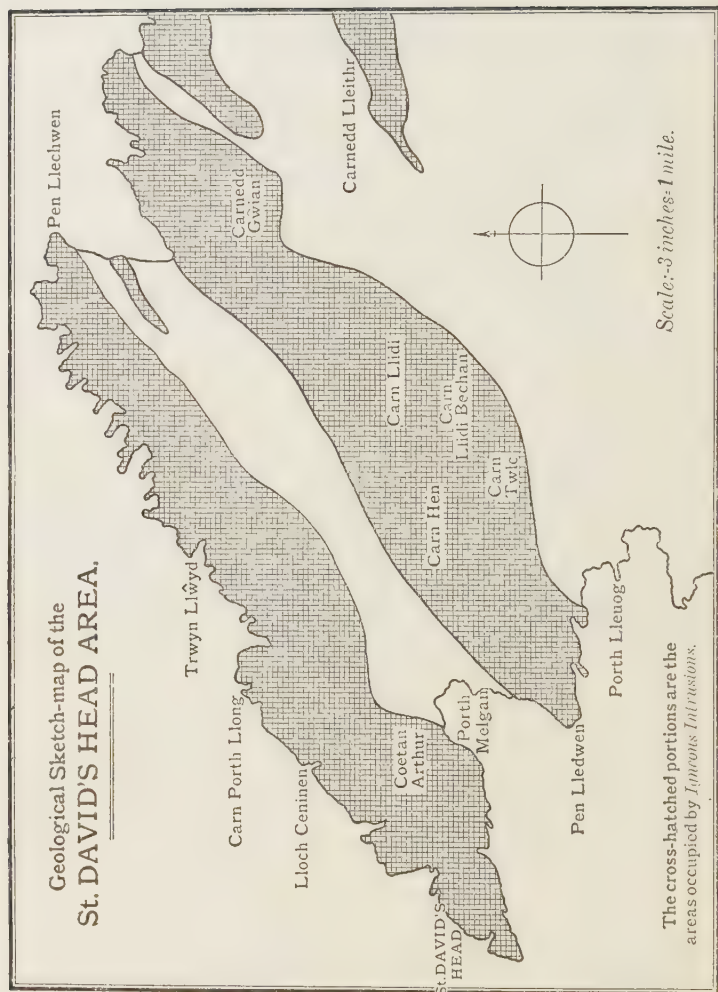 Geological Sketch-map of the
St. DAVID'S HEAD AREA.
Pen Llechwen
Trwyn Llŵyd
Carn Porth Llong
Lloch Ceninen
Carnedd
Gwian
Carnedd Lleithr
Carn Llidi
Carn
Llidi Bechan
Carn Hen
Carn
Twlc
Coetan
Arthur
Porth
Melgan
St. DAVID'S
HEAD
Pen Lledwen
Porth Lleuog
Scale:-3 inches=1 mile.
The cross-hatched portions are the
areas occupied by Igneous Intrusions.